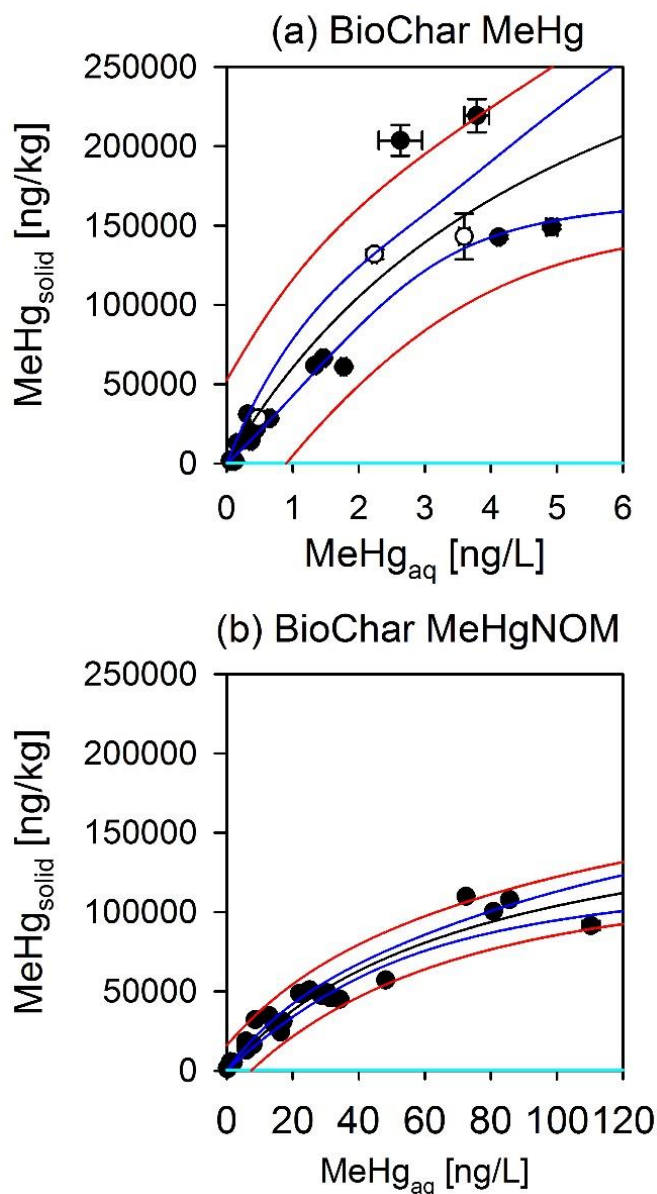 (a) BioChar MeHg
250000
200000
150000
100000
50000
0
MeHgsolid [ng/kg]
0 1 2 3 4 5 6
MeHgaq [ng/L]
(b) BioChar MeHgNOM
250000
200000
150000
100000
50000
0
MeHgsolid [ng/kg]
0 20 40 60 80 100 120
MeHgaq [ng/L]